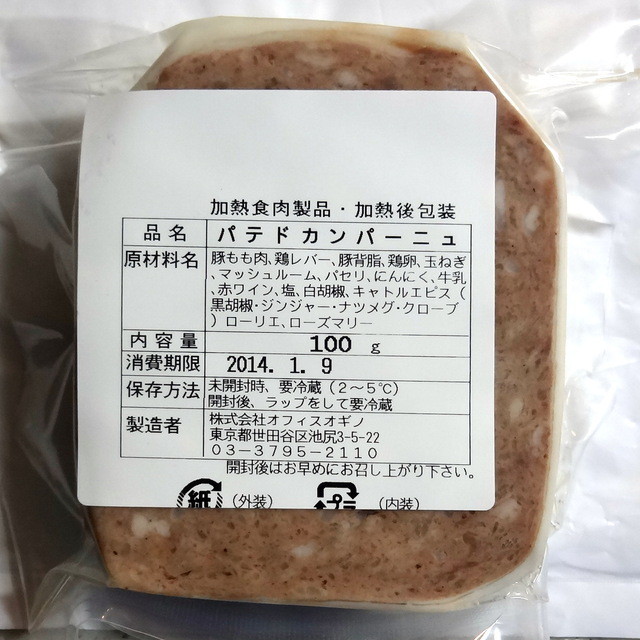 加熱食肉製品・加熱後包装
品名 パテドカンパーニュ
原材料名 豚もも肉、鶏レバー、豚背脂、鶏卵、玉ねぎ
、マッシュルーム、パセリ、にんにく、牛乳
、赤ワイン、塩、白胡椒、キャトルエピス(
黒胡椒・ジンジャー・ナツメグ・クローブ
)ローリエ、ローズマリー
内容量 100 g
消費期限 2014. 1. 9
保存方法 未開封時、要冷蔵(2~5℃)
開封後、ラップをして要冷蔵
製造者 株式会社オフィスオギノ
東京都世田谷区池尻3-5-22
03-3795-2110
開封後はお早めにお召し上がり下さい。
紙 (外装) プラ (内装)